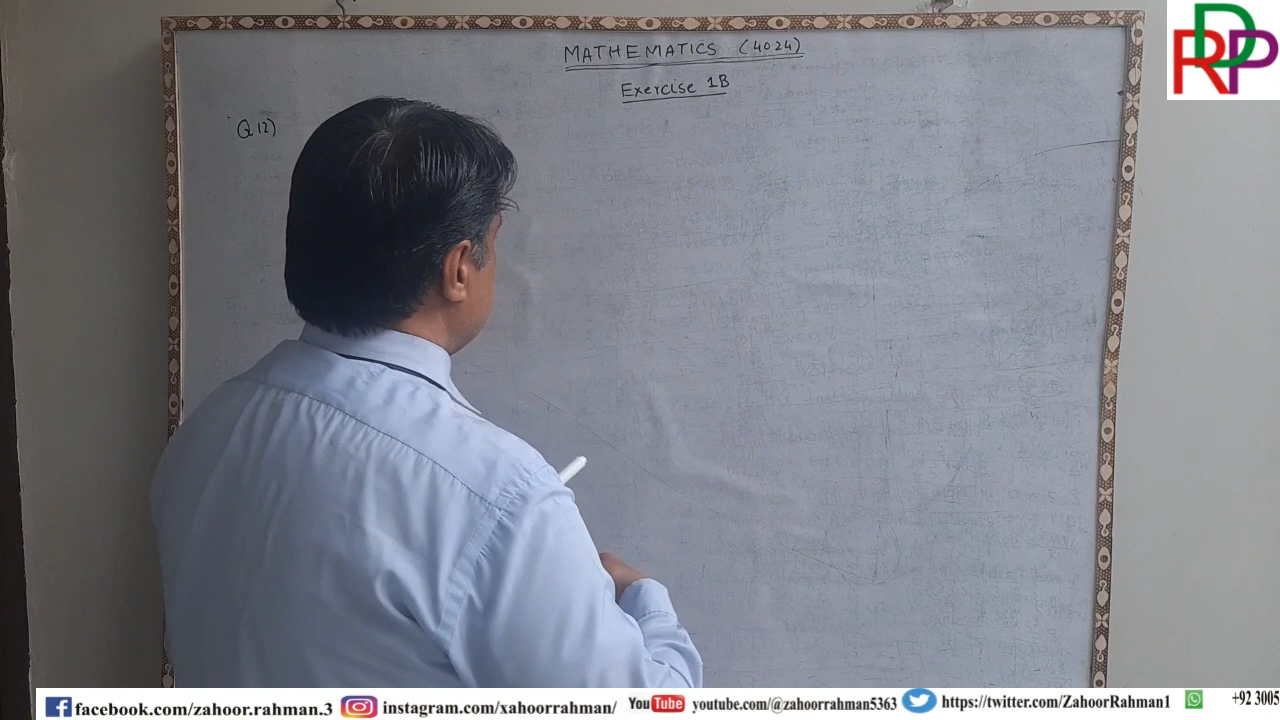 MATHEMATICS (4024)
Exercise 1B
Q12)
RDP
facebook.com/zahoor.rahman.3 instagram.com/xahoorrahman/ YouTube youtube.com/@zahoorrahman5363 https://twitter.com/ZahoorRahman1 +92 3005